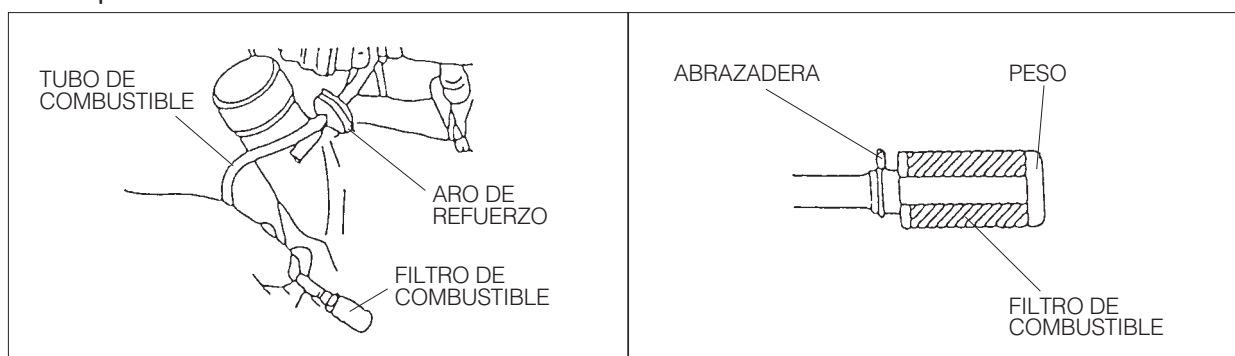 TUBO DE
COMBUSTIBLE
ARO DE
REFUERZO
FILTRO DE
COMBUSTIBLE
ABRAZADERA
PESO
FILTRO DE
COMBUSTIBLE